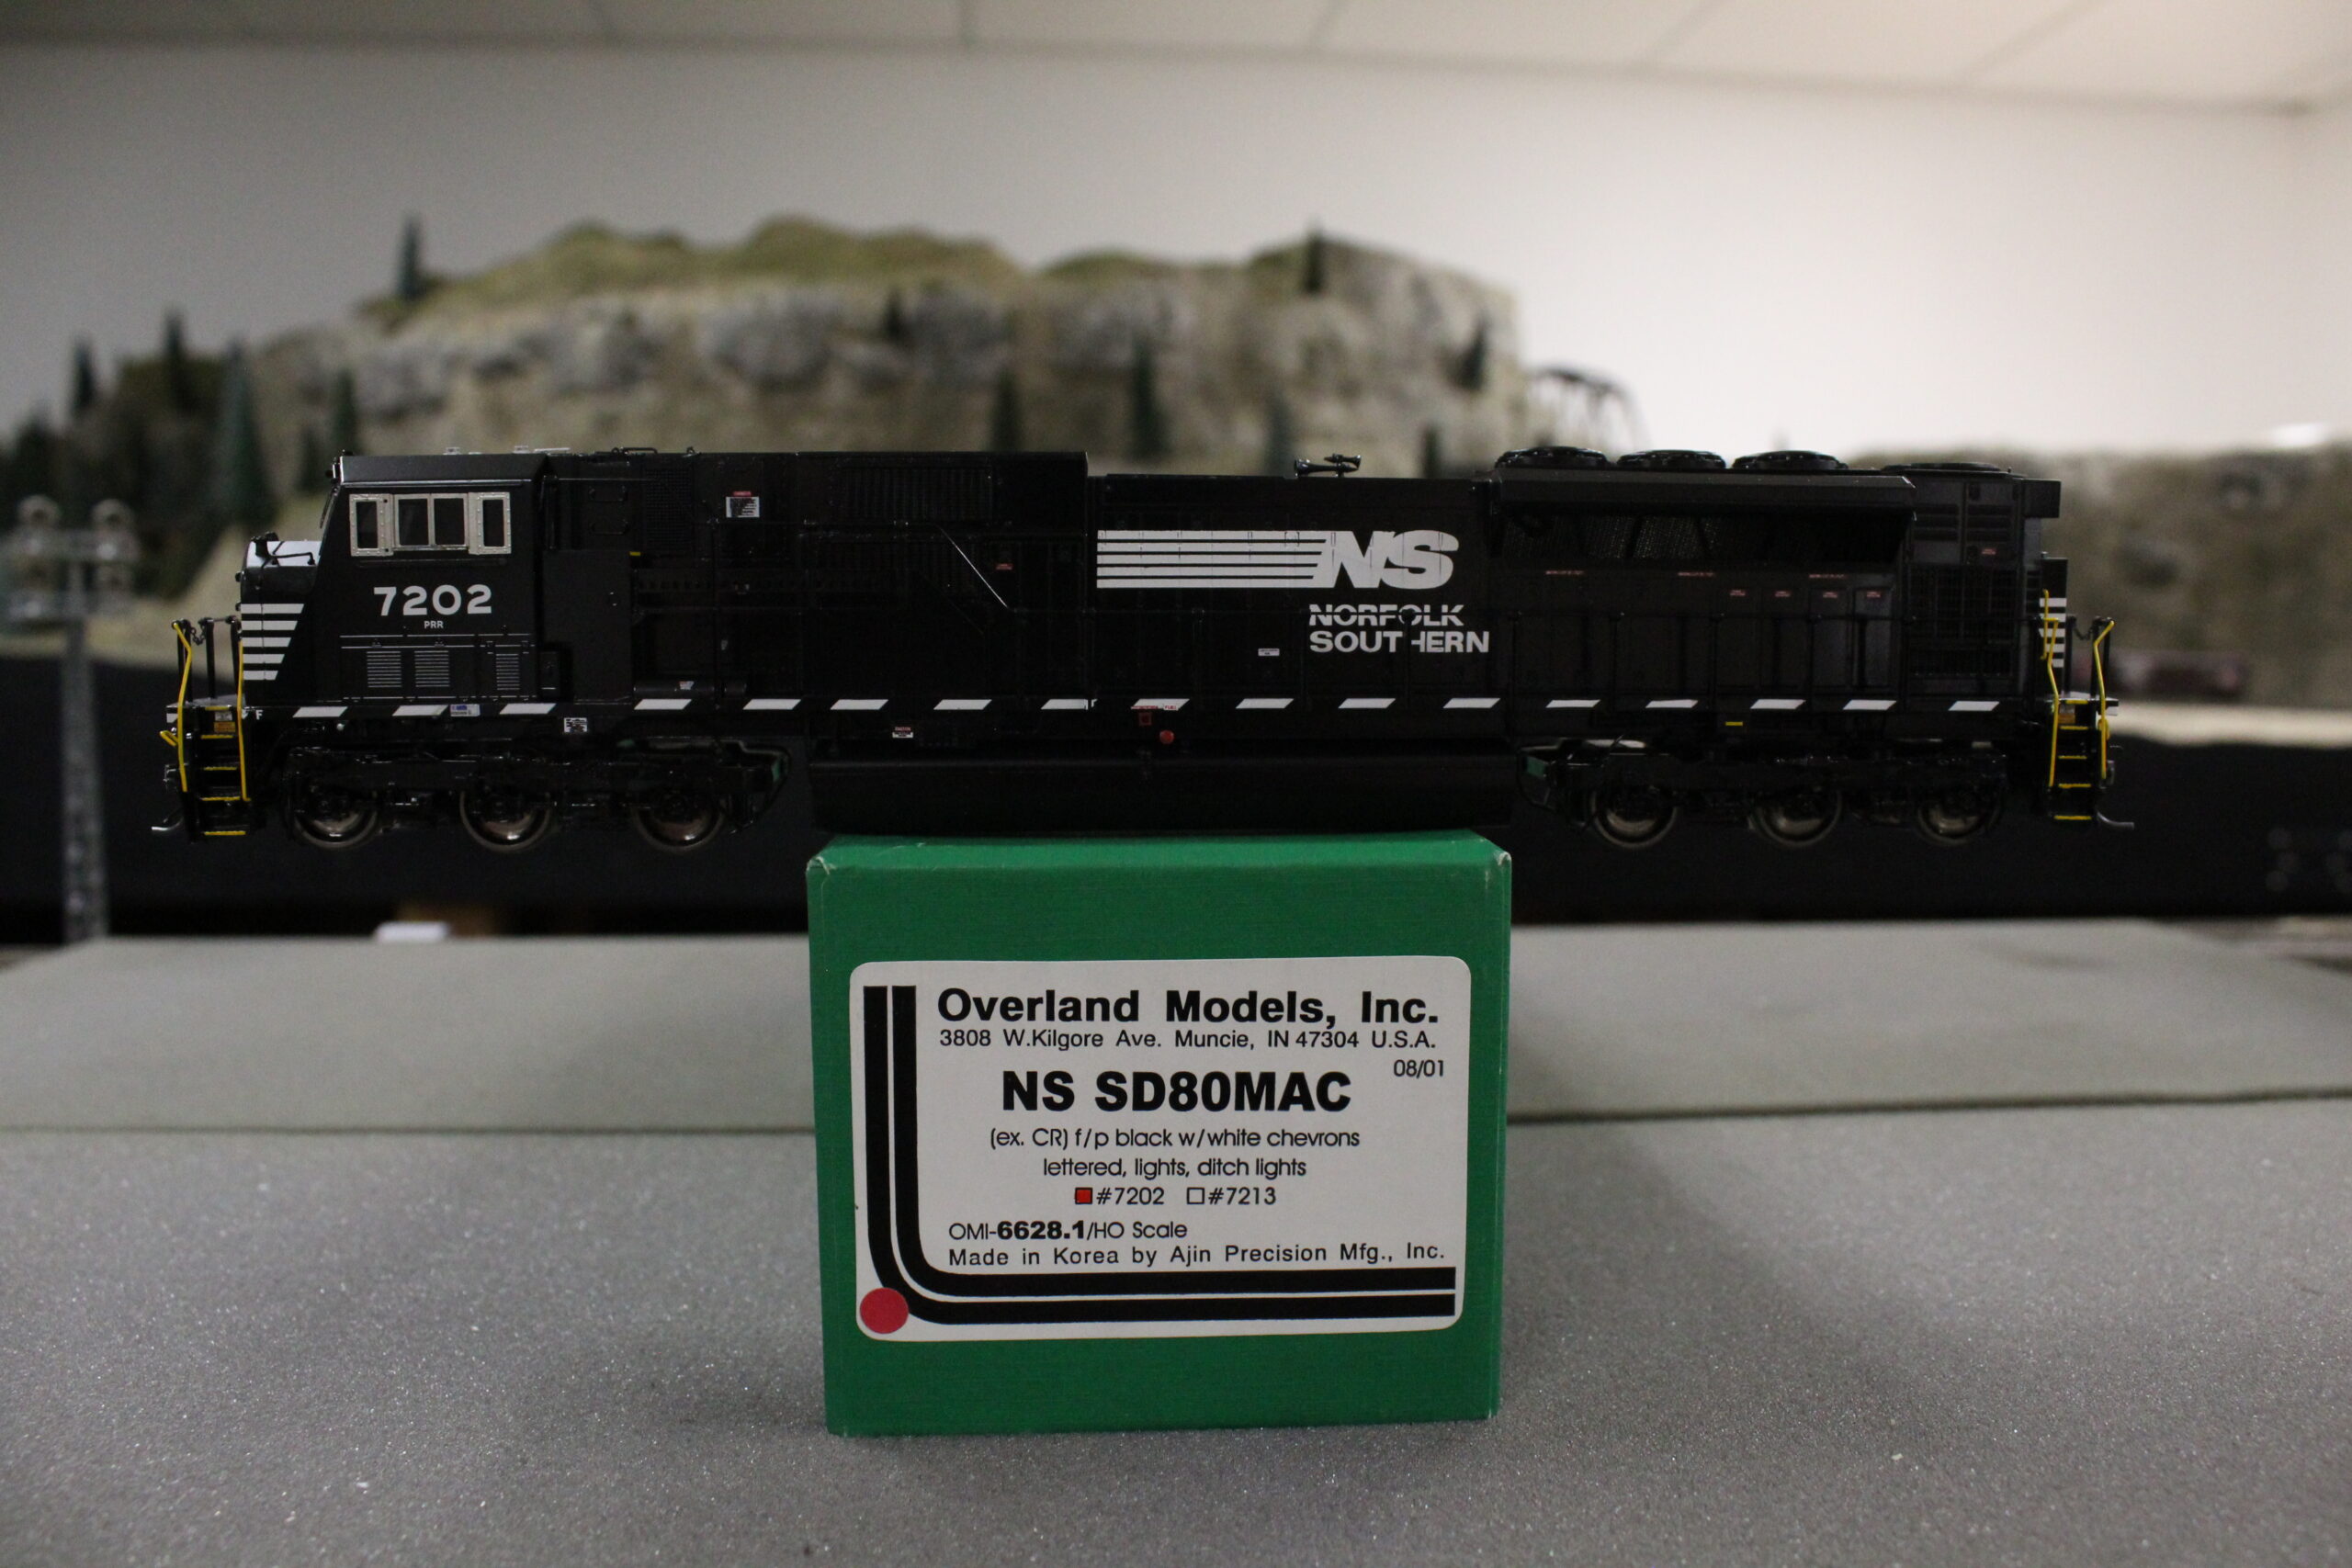 7202
PRR
NS
NORFOLK
SOUTHERN
F
Overland Models, Inc.
3808 W.Kilgore Ave. Muncie, IN 47304 U.S.A.
08/01
NS SD80MAC
(ex. CR) f/p black w/white chevrons
lettered, lights, ditch lights
#7202 #7213
OMI-6628.1/HO Scale
Made in Korea by Ajin Precision Mfg., Inc.